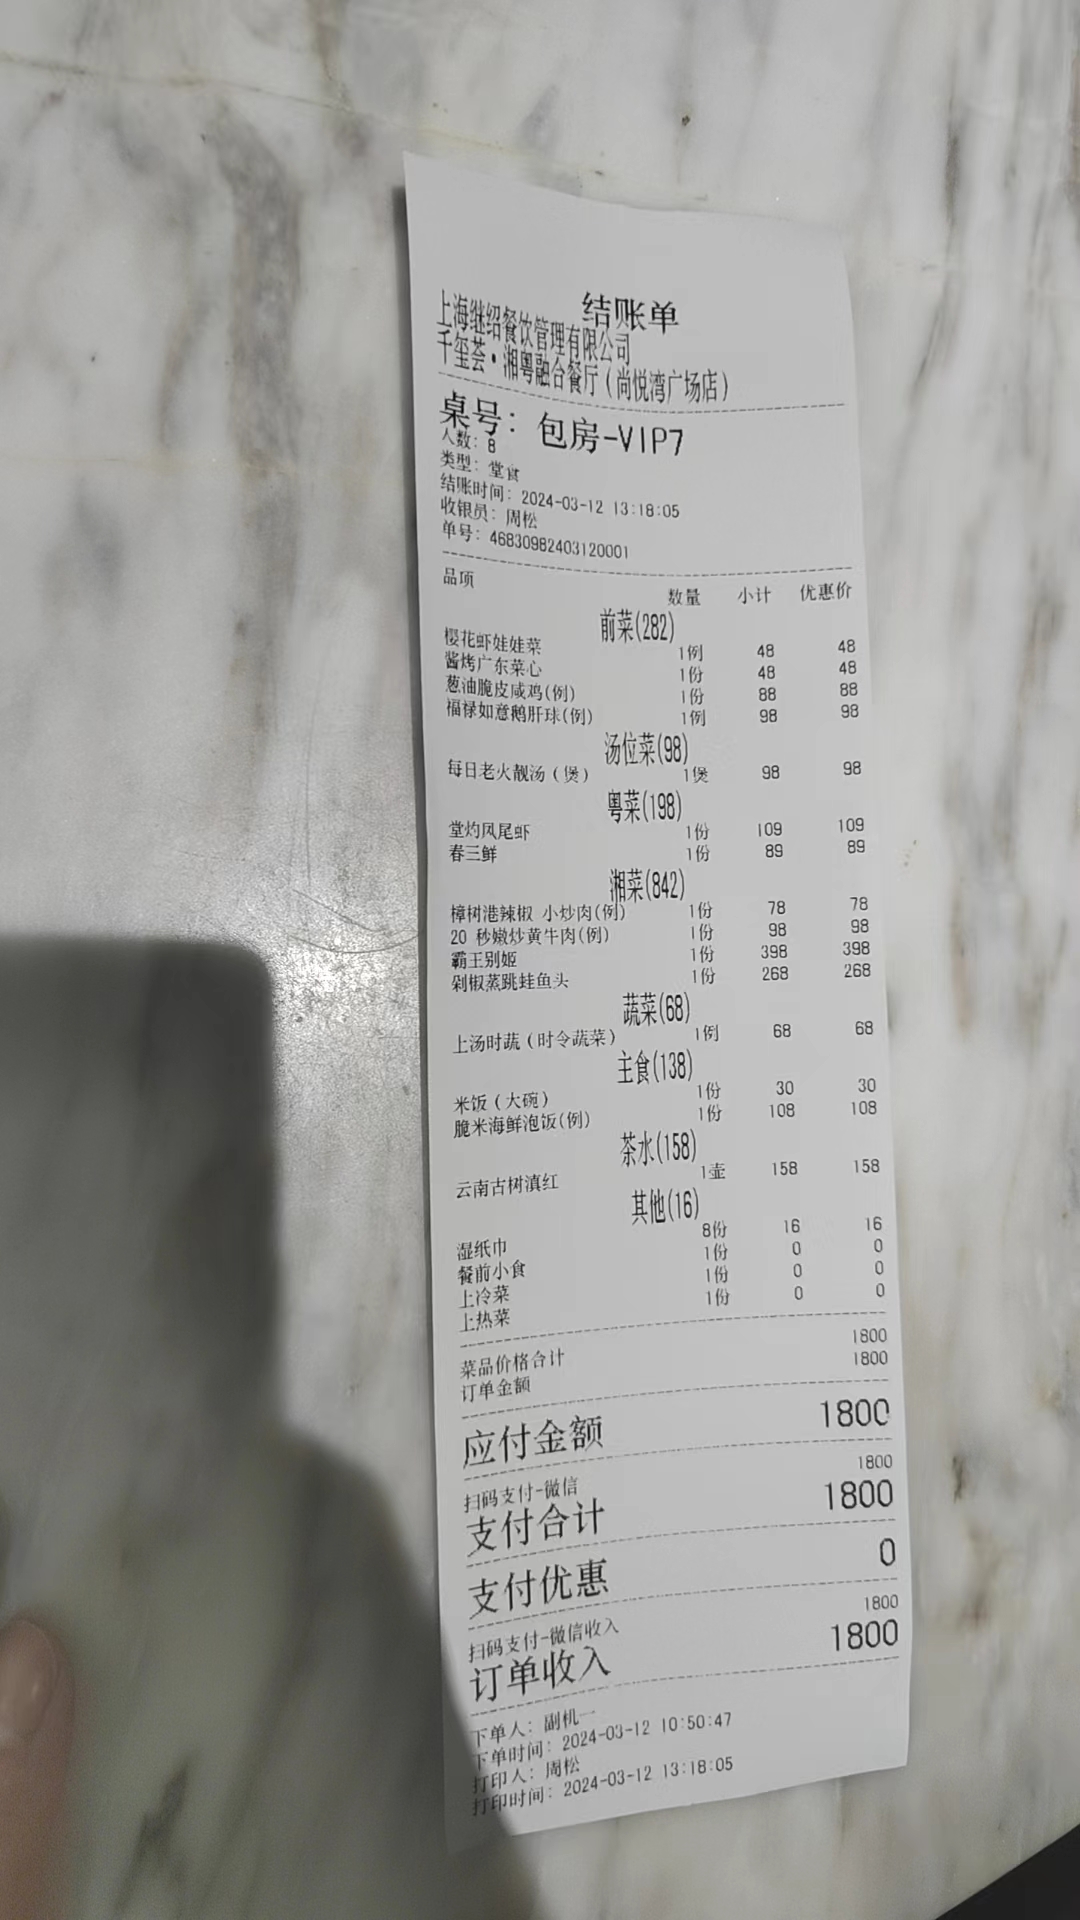 结账单
上海继绍餐饮管理有限公司
千玺荟·湘粤融合餐厅(尚悦湾广场店)
桌号: 包房-VIP7
人数: 8
类型: 堂食
结账时间: 2024-03-12 13:18:05
收银员: 周松
单号: 46830982403120001
品项 数量 小计 优惠价
前菜(282)
樱花虾娃娃菜 1例 48 48
酱烤广东菜心 1份 48 48
葱油脆皮咸鸡(例) 1份 88 88
福禄如意鹅肝球(例) 1例 98 98
汤位菜(98)
每日老火靓汤(煲) 1煲 98 98
粤菜(198)
堂灼凤尾虾 1份 109 109
春三鲜 1份 89 89
湘菜(842)
樟树港辣椒 小炒肉(例) 1份 78 78
20 秒嫩炒黄牛肉(例) 1份 98 98
霸王别姬 1份 398 398
剁椒蒸跳蛙鱼头 1份 268 268
蔬菜(68)
上汤时蔬(时令蔬菜) 1例 68 68
主食(138)
米饭(大碗) 1份 30 30
脆米海鲜泡饭(例) 1份 108 108
茶水(158)
云南古树滇红 1壶 158 158
其他(16)
湿纸巾 8份 16 16
餐前小食 1份 0 0
上冷菜 1份 0 0
上热菜 1份 0 0
菜品价格合计 1800
订单金额 1800
应付金额 1800
扫码支付-微信 1800
支付合计 1800
支付优惠 0
扫码支付-微信收入 1800
订单收入 1800
下单人: 副机一
下单时间: 2024-03-12 10:50:47
打印人: 周松
打印时间: 2024-03-12 13:18:05